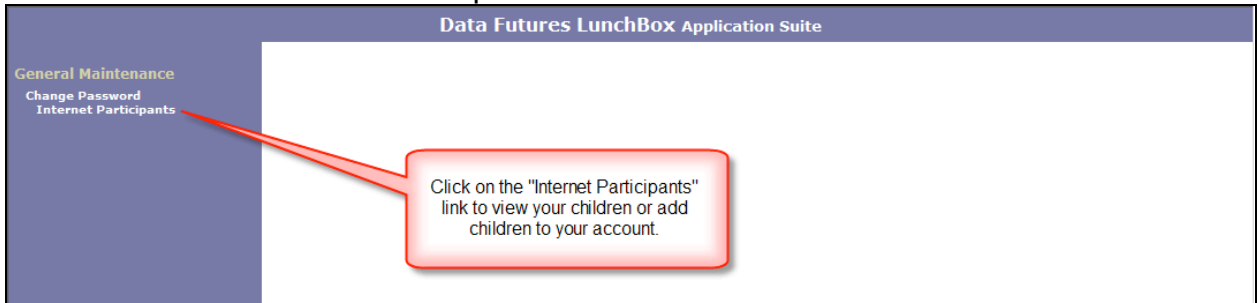 Data Futures LunchBox Application Suite
General Maintenance
Change Password
Internet Participants
Click on the "Internet Participants"
link to view your children or add
children to your account.